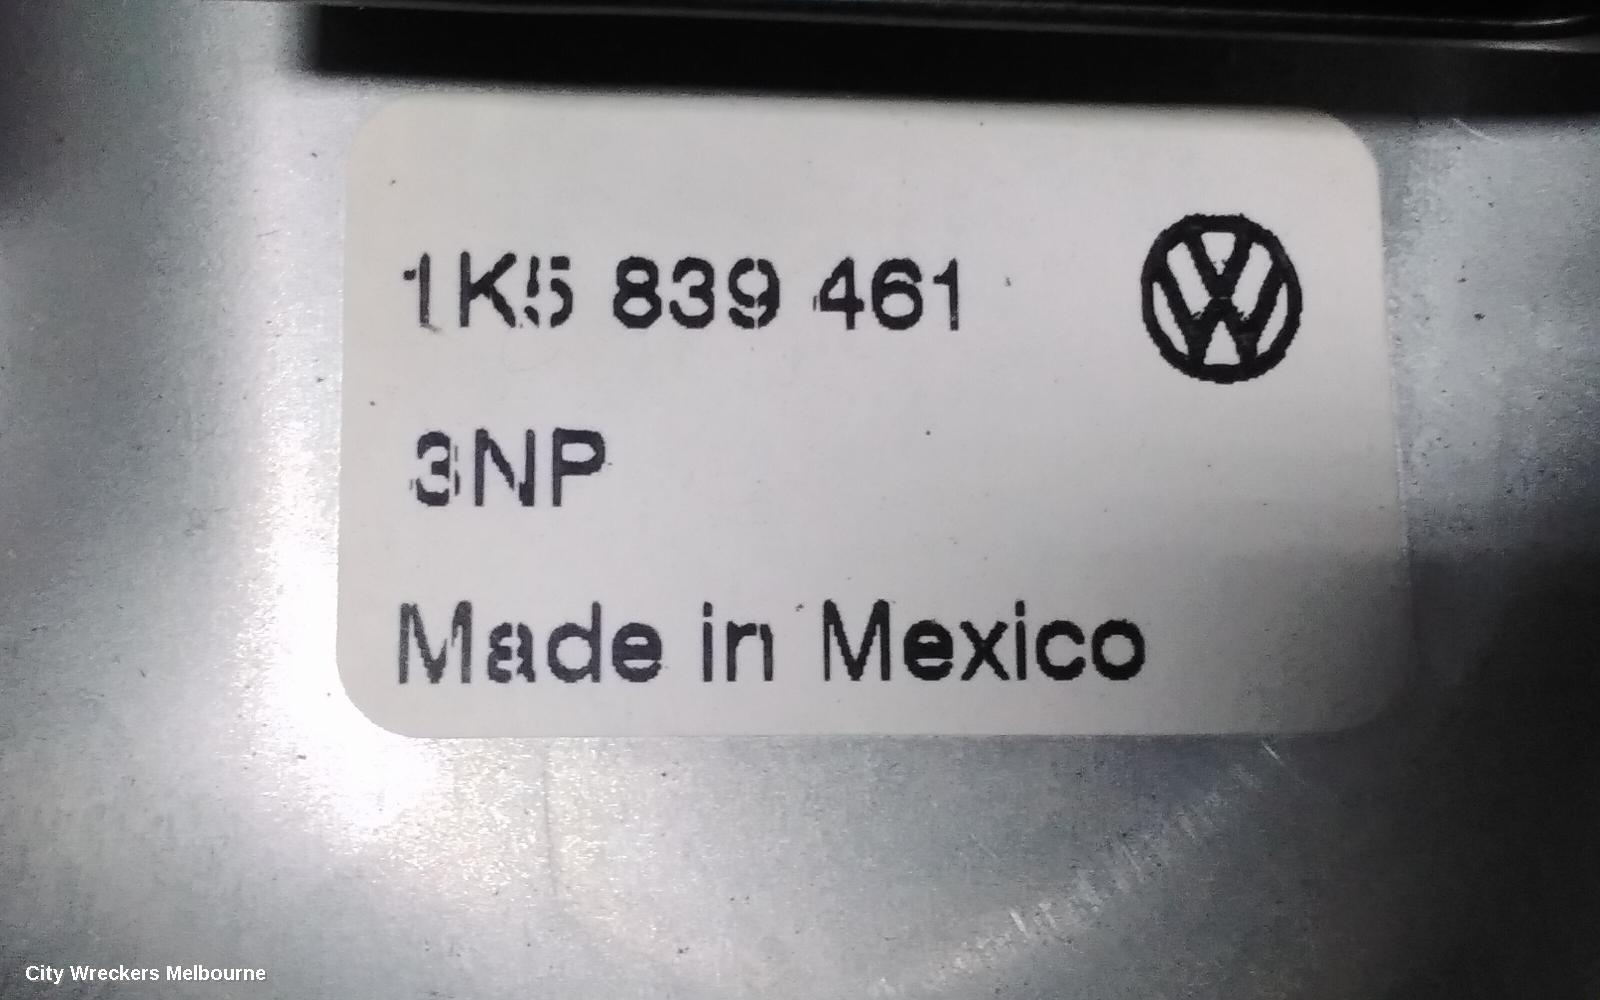 1K5 839 461
3NP
Made in Mexico
City Wreckers Melbourne